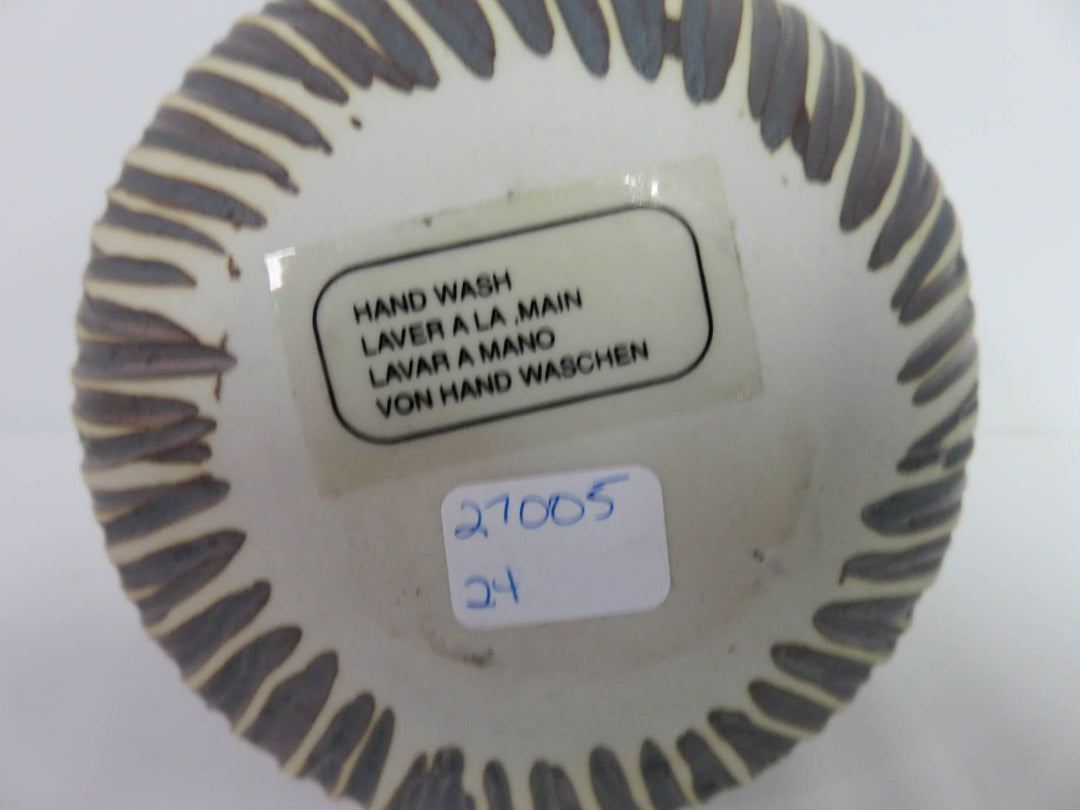 HAND WASH
LAVER A LA ,MAIN
LAVAR A MANO
VON HAND WASCHEN
27005
24